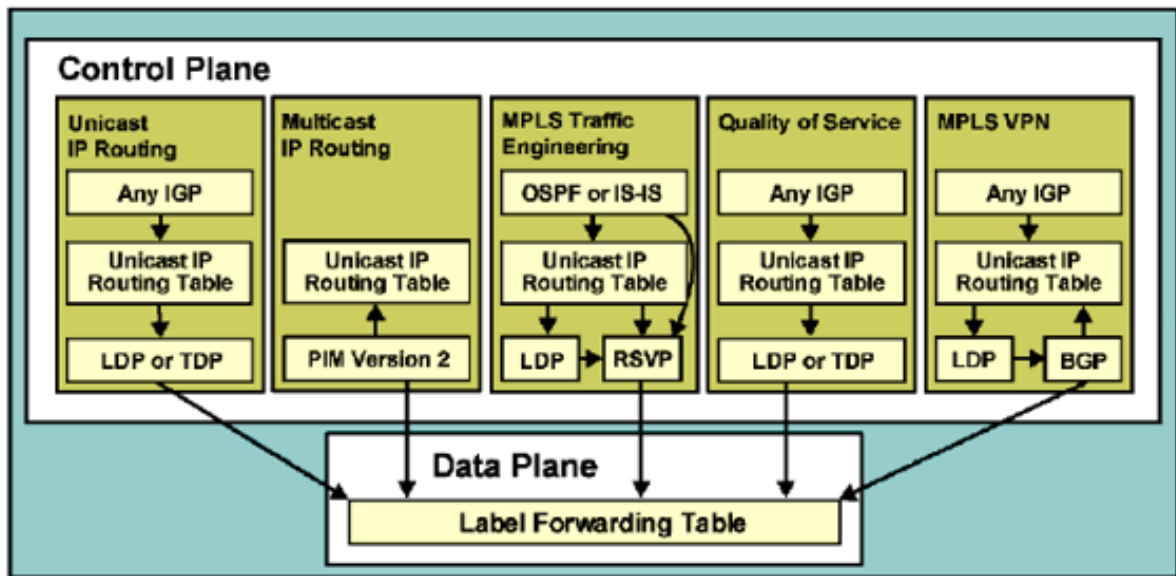 Control Plane
Unicast
IP Routing
Any IGP
Unicast IP
Routing Table
LDP or TDP
Multicast
IP Routing
Unicast IP
Routing Table
PIM Version 2
MPLS Traffic
Engineering
OSPF or IS-IS
Unicast IP
Routing Table
LDP
RSVP
Quality of Service
Any IGP
Unicast IP
Routing Table
LDP or TDP
MPLS VPN
Any IGP
Unicast IP
Routing Table
LDP
BGP
Data Plane
Label Forwarding Table